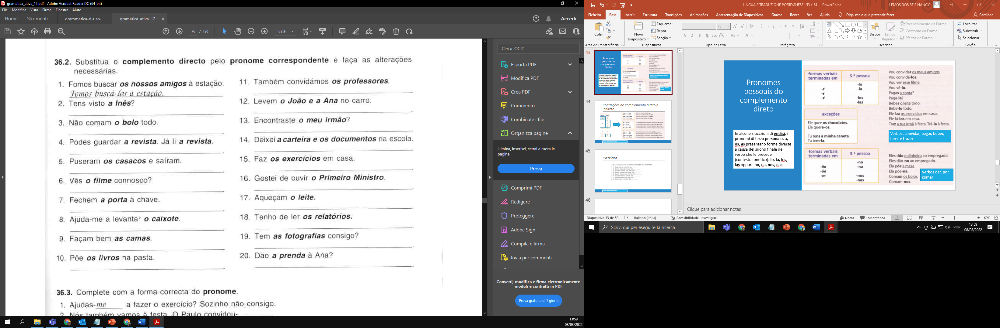 gramatica_ativa_12.pdf - Adobe Acrobat Reader DC (64-bit)
File Modifica Vista Firma Finestra Aiuto
Home Strumenti grammatica-d-uso-... gramatica_ativa_12.... × Accedi
76 / 128 172%
36.2. Substitua o complemento directo pelo pronome correspondente e faça as alterações
necessárias.
1. Fomos buscar os nossos amigos à estação.
Fomos buscá-los à estação.
2. Tens visto a Inês?
3. Não comam o bolo todo.
4. Podes guardar a revista. Já li a revista.
5. Puseram os casacos e saíram.
6. Vês o filme connosco?
7. Fechem a porta à chave.
8. Ajuda-me a levantar o caixote.
9. Façam bem as camas.
10. Põe os livros na pasta.
11. Também convidámos os professores.
12. Levem o João e a Ana no carro.
13. Encontraste o meu irmão?
14. Deixei a carteira e os documentos na escola.
15. Faz os exercícios em casa.
16. Gostei de ouvir o Primeiro Ministro.
17. Aqueçam o leite.
18. Tenho de ler os relatórios.
19. Tem as fotografias consigo?
20. Dão a prenda à Ana?
36.3. Complete com a forma correcta do pronome.
1. Ajudas-me a fazer o exercício? Sozinho não consigo.
2. Nós também vamos à festa. O Paulo convidou-
Cerca 'OCR'
Esporta PDF
Modifica PDF
Crea PDF
Commento
Combinate i file
Organizza pagine
Elimina, inserisci, estrai e ruota le
pagine.
Prova
Comprimi PDF
Redigere
Proteggere
Adobe Sign
Compila e firma
Invia per commenti
Converti, modifica e firma elettronicamente
moduli e contratti in PDF
Prova gratuita di 7 giorni
13:59
08/03/2022
LINGUA E TRADUZIONE PORTOGHESE I 53 e 54 - PowerPoint
LEMOS DOS REIS NANCY
Ficheiro Base Inserir Estrutura Transições Animações Apresentação de Diapositivos Gravar Rever Ver Ajuda Diga-me o que pretende fazer Partilhar
Colar
Novo
Diapositivo
Esquema
Repor
Secção
18
N I S S abc AV Aa A
Dispor
Estilos
Rápidos
Preenchimento da Forma
Contorno da Forma
Efeitos de Forma
Localizar
Substituir
Selecionar
Área de Transferência Diapositivos Tipo de Letra Parágrafo Desenho Edição
43
Pronomes
pessoais do
complemento
direto
44
Contrações do complemento direto e
indireto
45
Exercícios
46
Pronomes
pessoais do
complemento
direto
In alcune situazioni di enclisi, i
pronomi di terza persona o, a,
os, as presentano forme diverse
a causa del suono finale del
verbo che le precede
(contesto fonetico): lo, la, los,
las oppure no, na, nos, nas.
formas verbais
terminadas em
3.ª pessoa
-r
-s
-z
-lo
-la
-los
-las
exceções
Ele quer os chocolates.
Ele quere-os.
Tu tens a minha caneta.
Tu tem-la.
formas verbais
terminadas em
3.ª pessoa
-ão
-õe
-m
-no
-na
-nos
-nas
Vou convidar os meus amigos.
Vou convidá-los.
Vou ver esse filme.
Vou vê-lo.
Pagas a conta?
Paga-la?
Bebes o leite todo.
Bebe-lo todo.
Ele faz os exercícios em casa.
Ele fá-los em casa.
Traz a tua irmã à festa. Trá-la à festa.
Verbos: convidar, pagar, beber,
fazer e trazer
Eles dão o dinheiro ao empregado.
Eles dão-no ao empregado.
Ela põe a mesa.
Ela põe-na.
Comam os bolos.
Comam-nos.
Verbos dar, por,
comer
Clique para adicionar notas
Diapositivo 43 de 50 Italiano (Itália) Acessibilidade: investigue Notas Comentários 60%
Scrivi qui per eseguire la ricerca
POR
13:59
08/03/2022